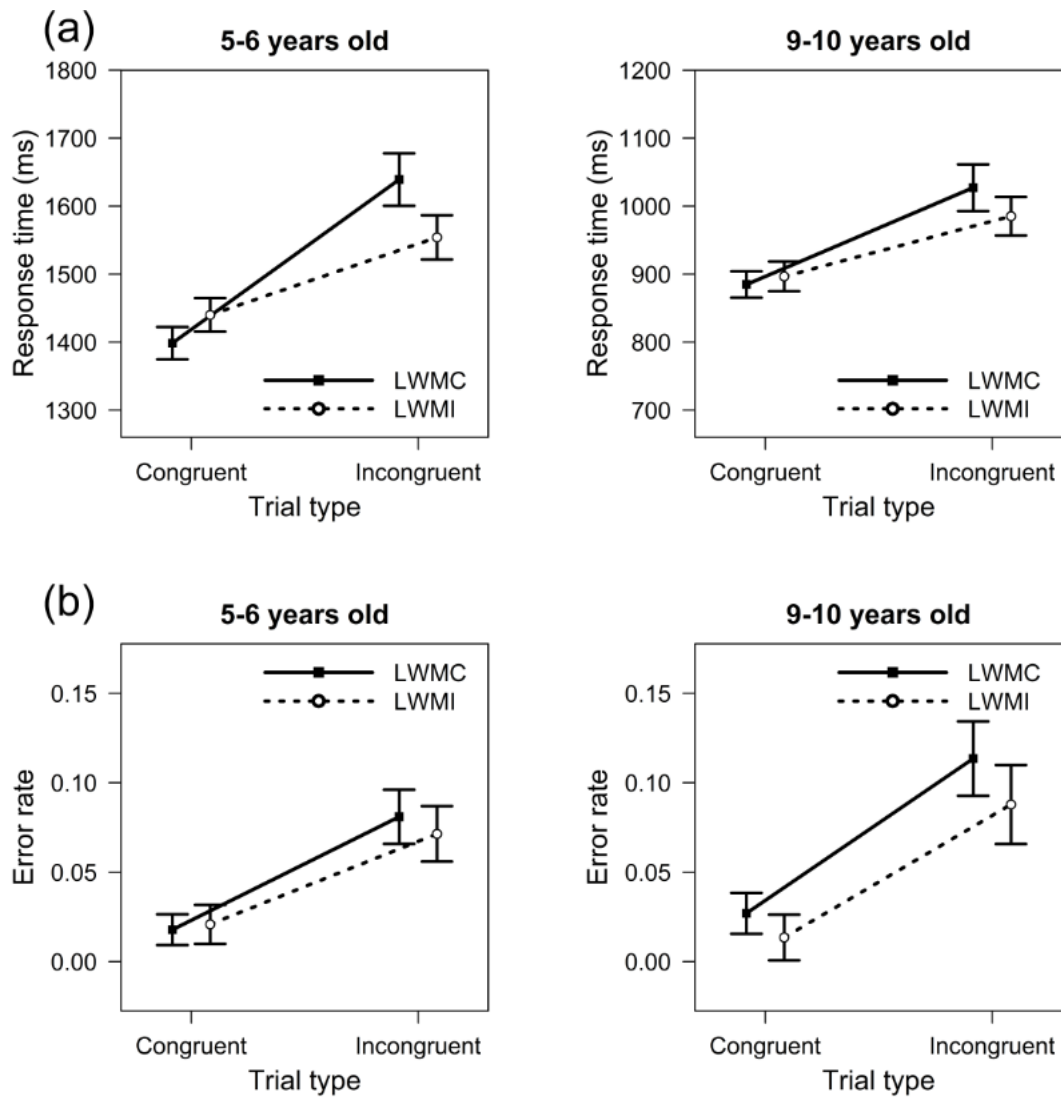 (a)
5-6 years old
9-10 years old
Response time (ms)
1800
1700
1600
1500
1400
1300
LWMC
LWMI
Congruent
Incongruent
Trial type
Response time (ms)
1200
1100
1000
900
800
700
LWMC
LWMI
Congruent
Incongruent
Trial type
(b)
5-6 years old
9-10 years old
Error rate
0.15
0.10
0.05
0.00
LWMC
LWMI
Congruent
Incongruent
Trial type
Error rate
0.15
0.10
0.05
0.00
LWMC
LWMI
Congruent
Incongruent
Trial type